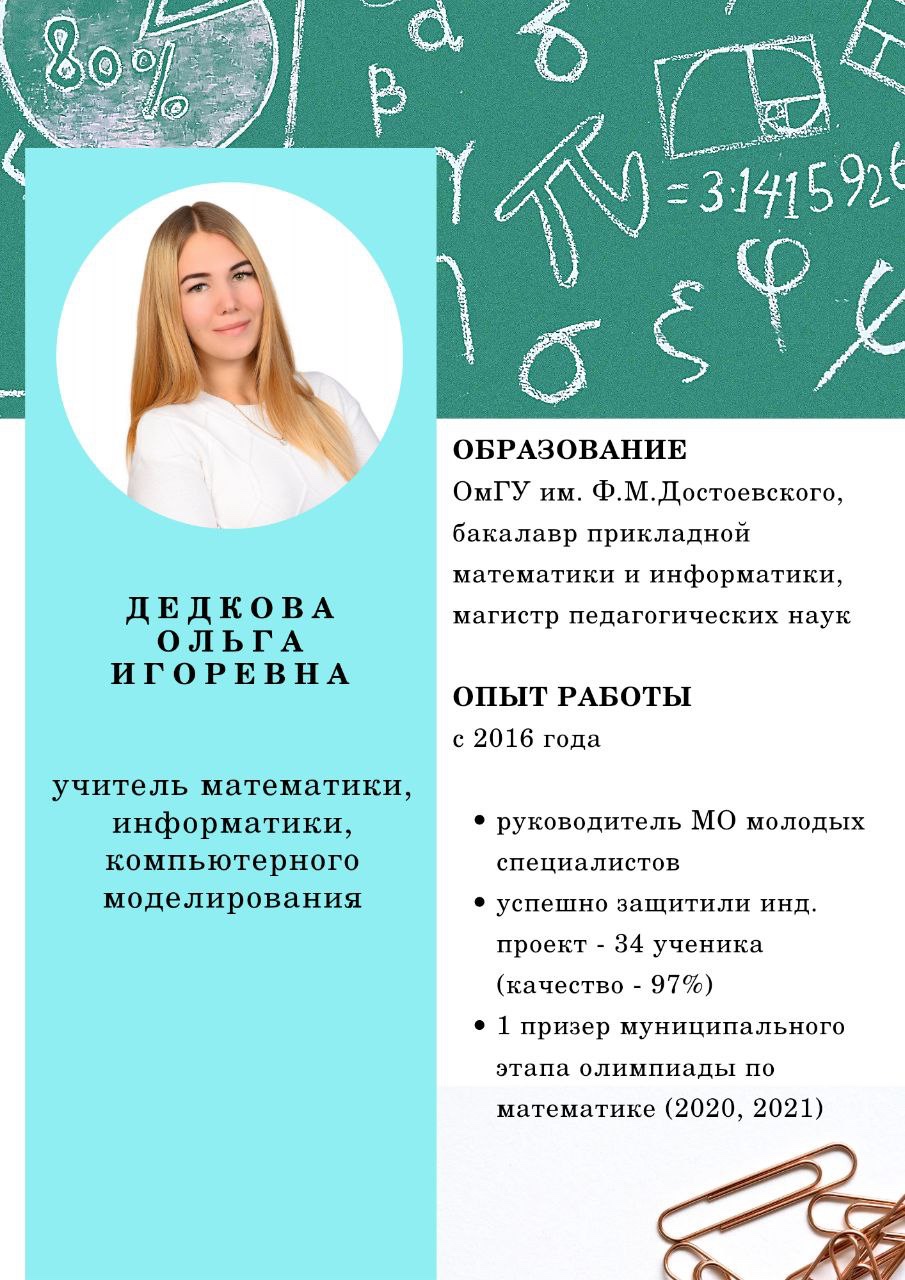 80%
α
β
γ
δ
π
=3·1415926
η
σ
ξ
φ
ψ
ДЕДКОВА
ОЛЬГА
ИГОРЕВНА
учитель математики,
информатики,
компьютерного
моделирования
ОБРАЗОВАНИЕ
ОмГУ им. Ф.М.Достоевского,
бакалавр прикладной
математики и информатики,
магистр педагогических наук
ОПЫТ РАБОТЫ
с 2016 года
• руководитель МО молодых
специалистов
• успешно защитили инд.
проект - 34 ученика
(качество - 97%)
• 1 призер муниципального
этапа олимпиады по
математике (2020, 2021)